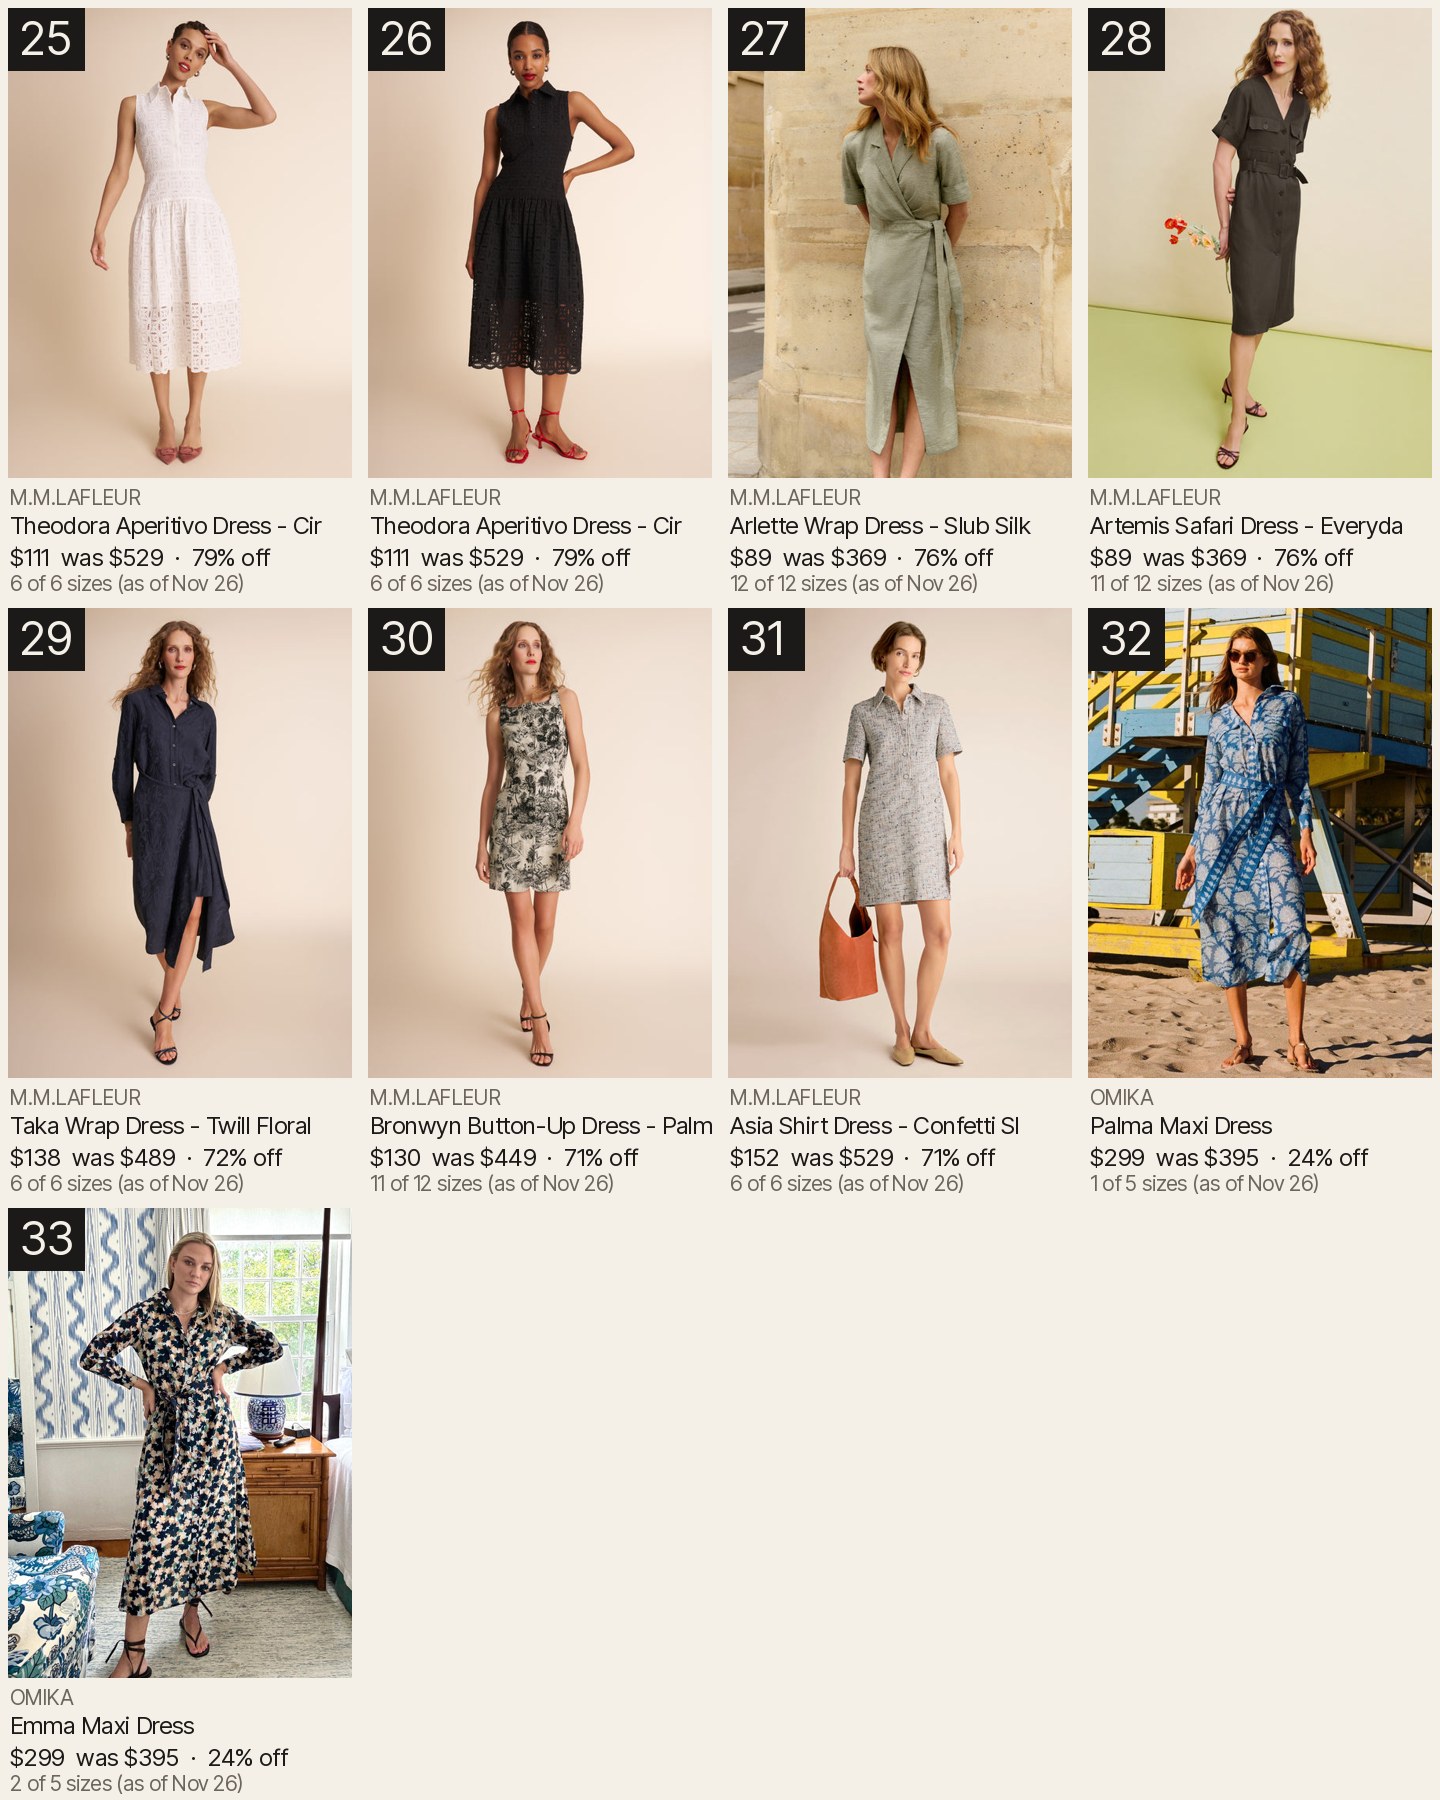 25
M.M.LAFLEUR
Theodora Aperitivo Dress - Cir
$111 was $529 · 79% off
6 of 6 sizes (as of Nov 26)
26
M.M.LAFLEUR
Theodora Aperitivo Dress - Cir
$111 was $529 · 79% off
6 of 6 sizes (as of Nov 26)
27
M.M.LAFLEUR
Arlette Wrap Dress - Slub Silk
$89 was $369 · 76% off
12 of 12 sizes (as of Nov 26)
28
M.M.LAFLEUR
Artemis Safari Dress - Everyda
$89 was $369 · 76% off
11 of 12 sizes (as of Nov 26)
29
M.M.LAFLEUR
Taka Wrap Dress - Twill Floral
$138 was $489 · 72% off
6 of 6 sizes (as of Nov 26)
30
M.M.LAFLEUR
Bronwyn Button-Up Dress - Palm
$130 was $449 · 71% off
11 of 12 sizes (as of Nov 26)
31
M.M.LAFLEUR
Asia Shirt Dress - Confetti Sl
$152 was $529 · 71% off
6 of 6 sizes (as of Nov 26)
32
OMIKA
Palma Maxi Dress
$299 was $395 · 24% off
1 of 5 sizes (as of Nov 26)
33
OMIKA
Emma Maxi Dress
$299 was $395 · 24% off
2 of 5 sizes (as of Nov 26)